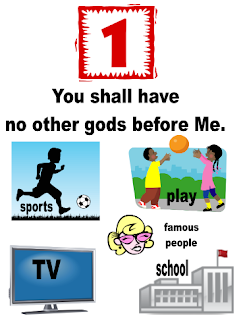 1
You shall have
no other gods before Me.
sports
play
famous
people
TV
school